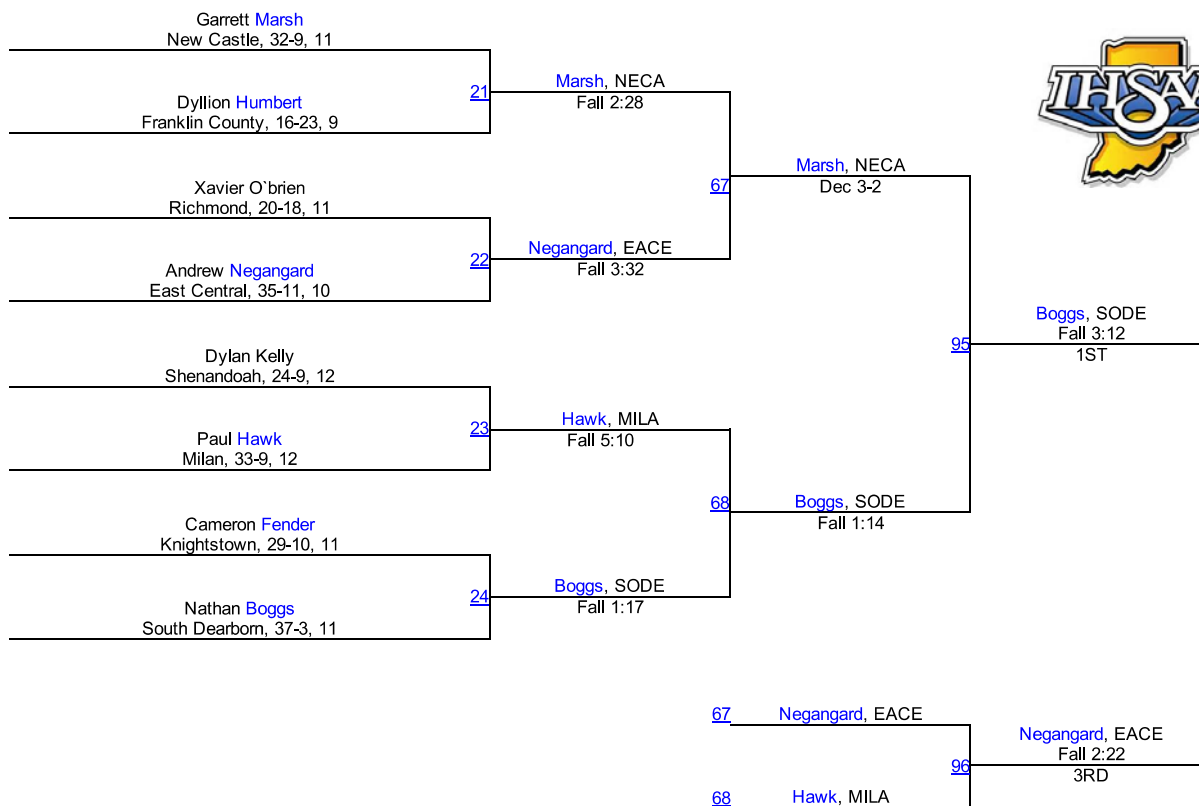 Garrett Marsh
New Castle, 32-9, 11
21
Marsh, NECA
Fall 2:28
Dyllion Humbert
Franklin County, 16-23, 9
IHSAA
67
Marsh, NECA
Dec 3-2
Xavier O`brien
Richmond, 20-18, 11
22
Negangard, EACE
Fall 3:32
Andrew Negangard
East Central, 35-11, 10
95
Boggs, SODE
Fall 3:12
1ST
Dylan Kelly
Shenandoah, 24-9, 12
23
Hawk, MILA
Fall 5:10
Paul Hawk
Milan, 33-9, 12
68
Boggs, SODE
Fall 1:14
Cameron Fender
Knightstown, 29-10, 11
24
Boggs, SODE
Fall 1:17
Nathan Boggs
South Dearborn, 37-3, 11
67
Negangard, EACE
96
Negangard, EACE
Fall 2:22
3RD
68
Hawk, MILA